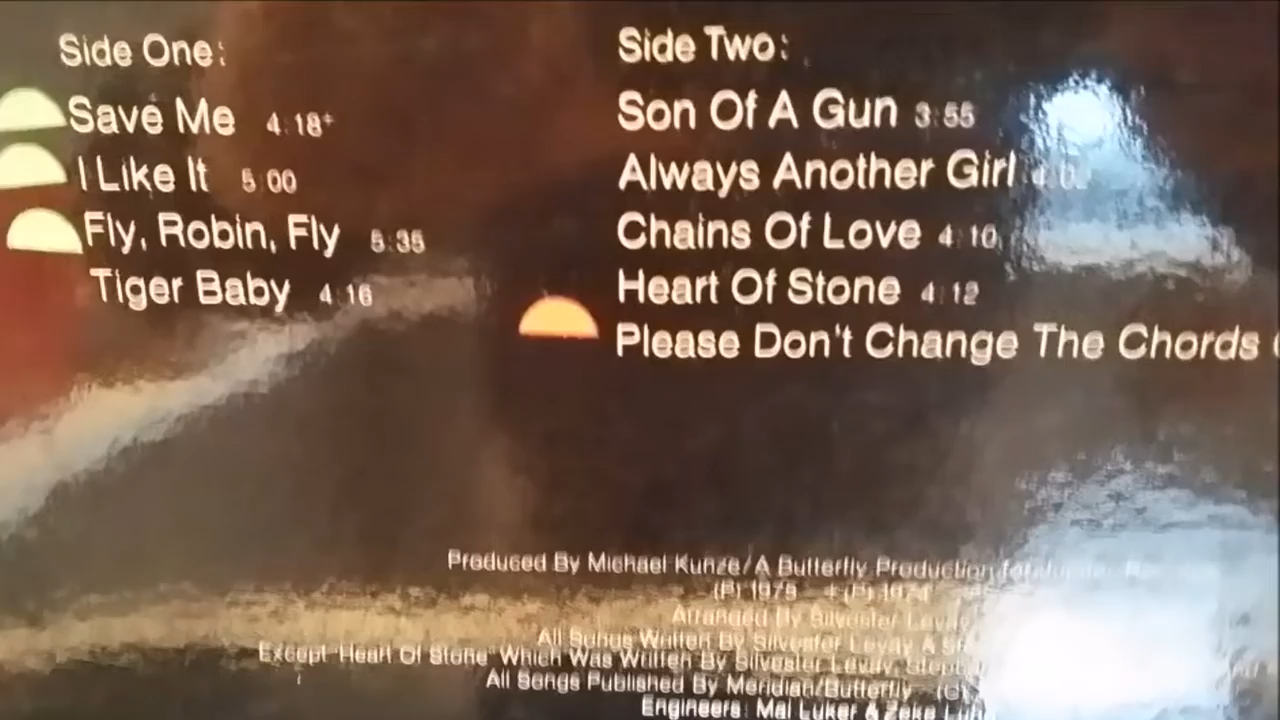 Side One:
Save Me 4:18+
I Like It 5:00
Fly, Robin, Fly 5:35
Tiger Baby 4:16
Side Two:
Son Of A Gun 3:55
Always Another Girl
Chains Of Love 4:10
Heart Of Stone 4:12
Please Don't Change The Chords
Produced By Michael Kunze/A Butterfly Production for
(P) 1975
Arranged By Silvester Levay
All Songs Written By Silvester Levay &
Except "Heart Of Stone" Which Was Written By Silvester Levay,
All Songs Published By Meridian/Butterfly (C)
Engineers: Mal Luker & Zeke